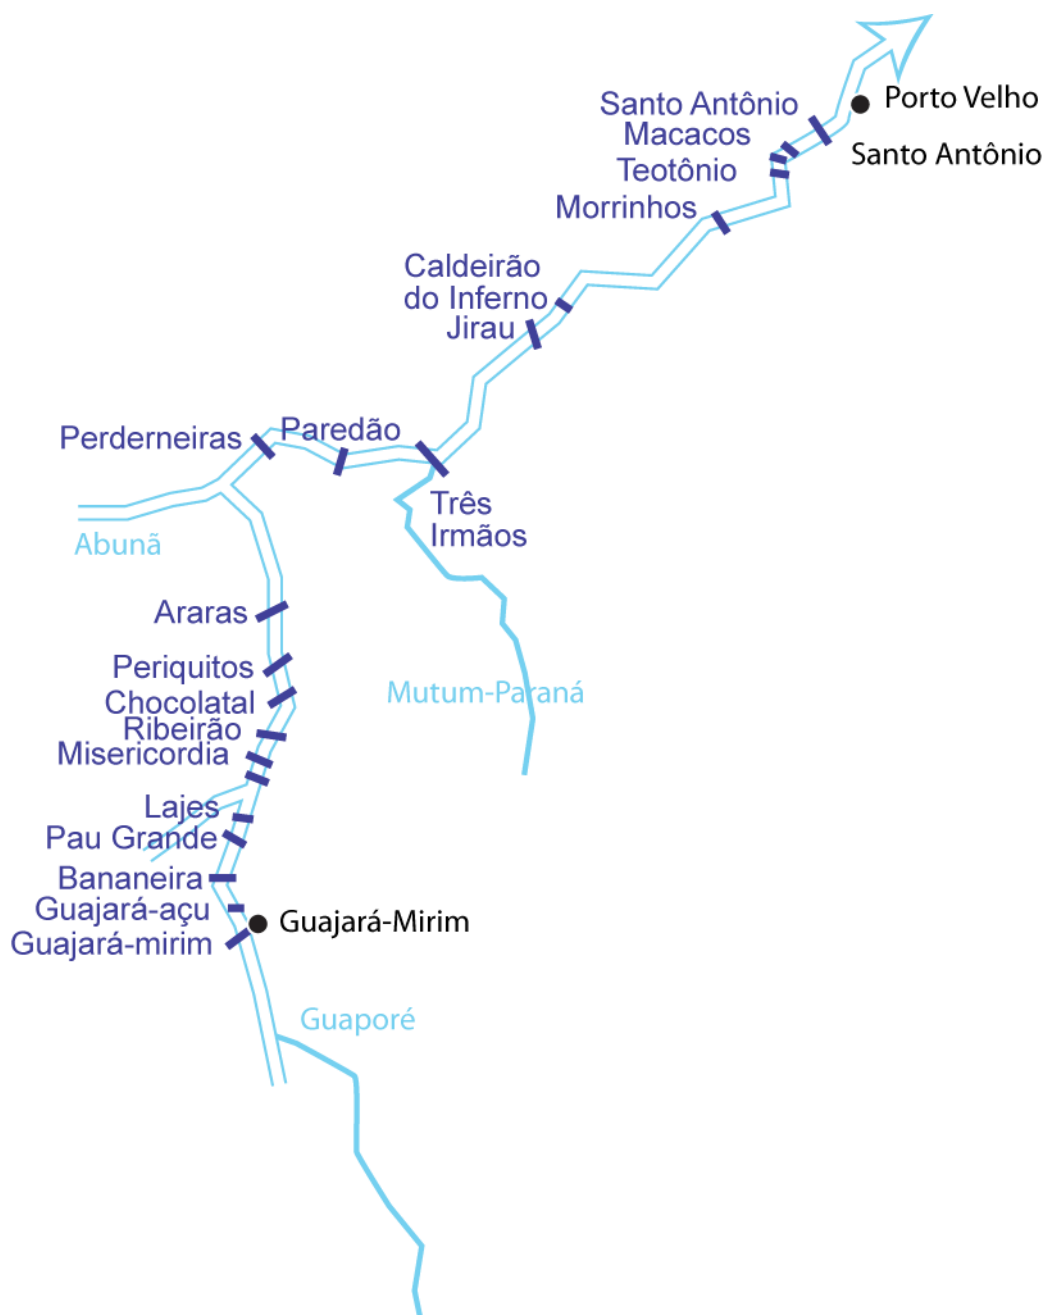 Porto Velho
Santo Antônio
Macacos
Santo Antônio
Teotônio
Morrinhos
Caldeirão
do Inferno
Jirau
Paredão
Perderneiras
Três
Irmãos
Abunã
Araras
Periquitos
Mutum-Paraná
Chocolatal
Ribeirão
Misericordia
Lajes
Pau Grande
Bananeira
Guajará-açu
Guajará-Mirim
Guajará-mirim
Guaporé